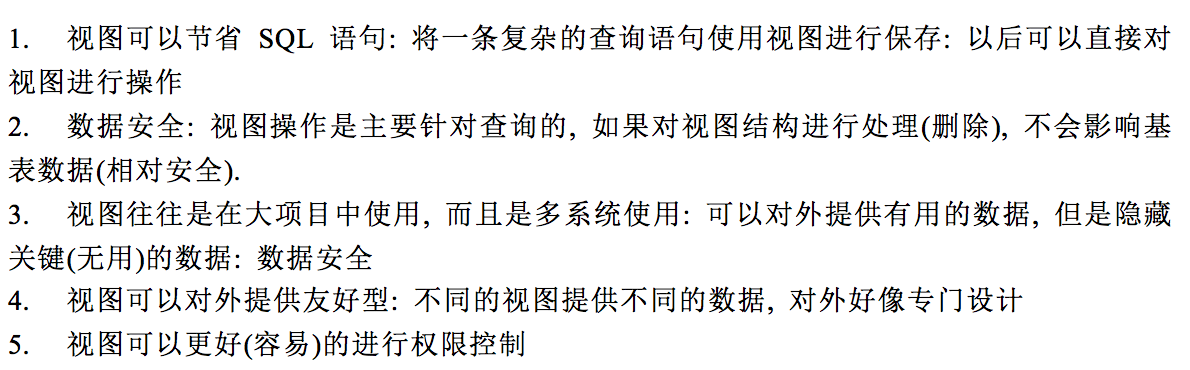 1. 视图可以节省 SQL 语句: 将一条复杂的查询语句使用视图进行保存: 以后可以直接对
视图进行操作
2. 数据安全: 视图操作是主要针对查询的, 如果对视图结构进行处理(删除), 不会影响基
表数据(相对安全).
3. 视图往往是在大项目中使用, 而且是多系统使用: 可以对外提供有用的数据, 但是隐藏
关键(无用)的数据: 数据安全
4. 视图可以对外提供友好型: 不同的视图提供不同的数据, 对外好像专门设计
5. 视图可以更好(容易)的进行权限控制